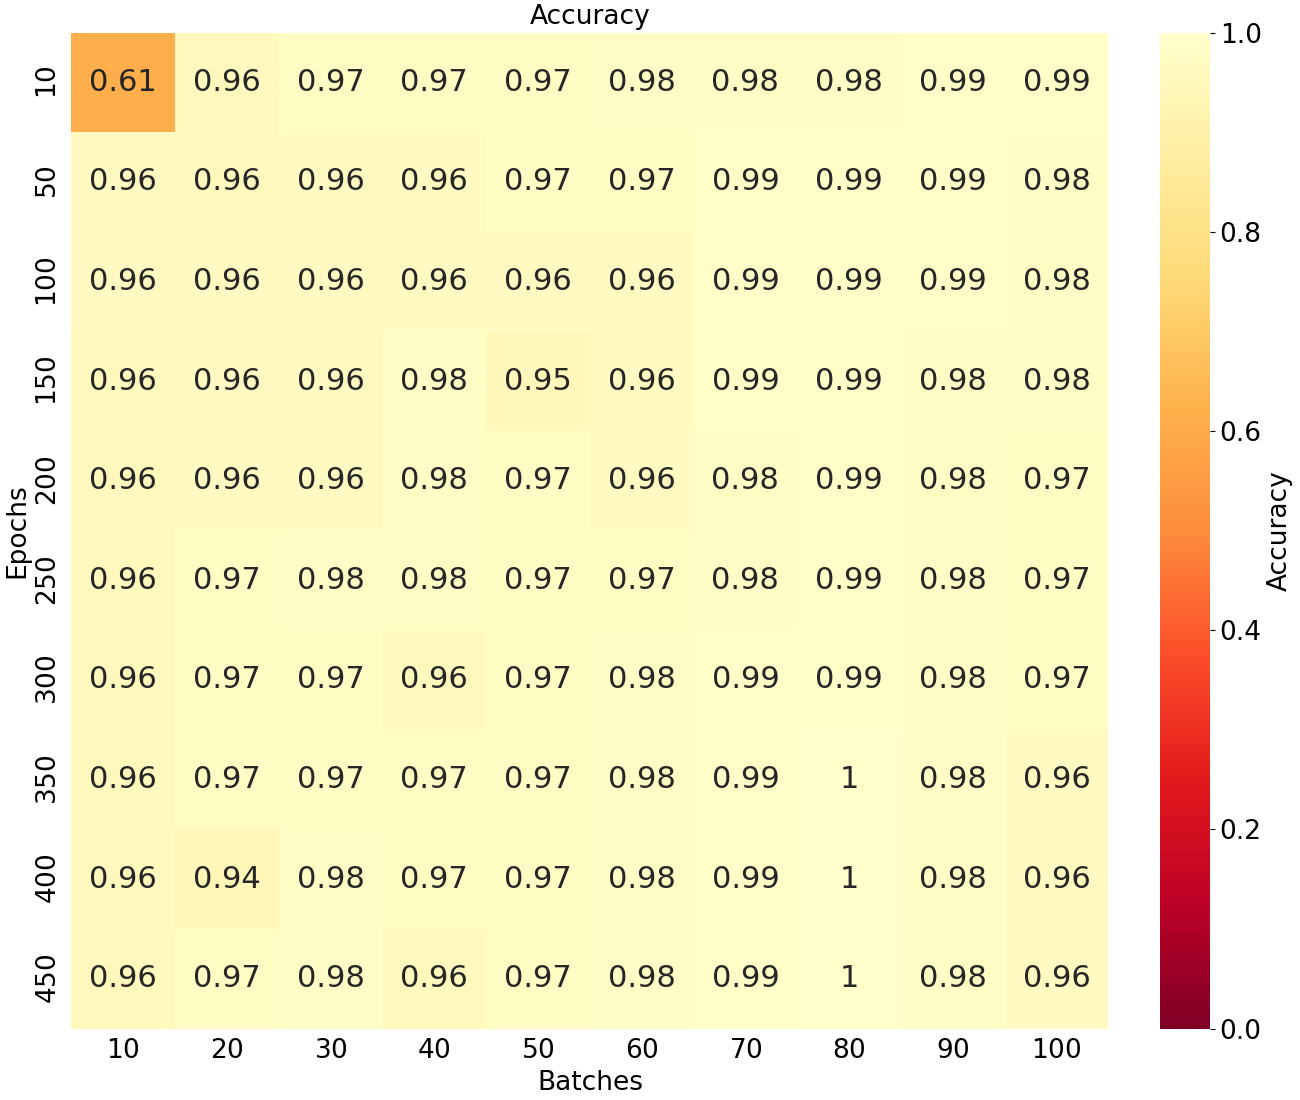 Accuracy
10 0.61 0.96 0.97 0.97 0.97 0.98 0.98 0.98 0.99 0.99
50 0.96 0.96 0.96 0.96 0.97 0.97 0.99 0.99 0.99 0.98
100 0.96 0.96 0.96 0.96 0.96 0.96 0.99 0.99 0.99 0.98
150 0.96 0.96 0.96 0.98 0.95 0.96 0.99 0.99 0.98 0.98
200 0.96 0.96 0.96 0.98 0.97 0.96 0.98 0.99 0.98 0.97
250 0.96 0.97 0.98 0.98 0.97 0.97 0.98 0.99 0.98 0.97
300 0.96 0.97 0.97 0.96 0.97 0.98 0.99 0.99 0.98 0.97
350 0.96 0.97 0.97 0.97 0.97 0.98 0.99 1 0.98 0.96
400 0.96 0.94 0.98 0.97 0.97 0.98 0.99 1 0.98 0.96
450 0.96 0.97 0.98 0.96 0.97 0.98 0.99 1 0.98 0.96
10 20 30 40 50 60 70 80 90 100
Batches
Epochs
1.0
0.8
0.6
0.4
0.2
0.0
Accuracy